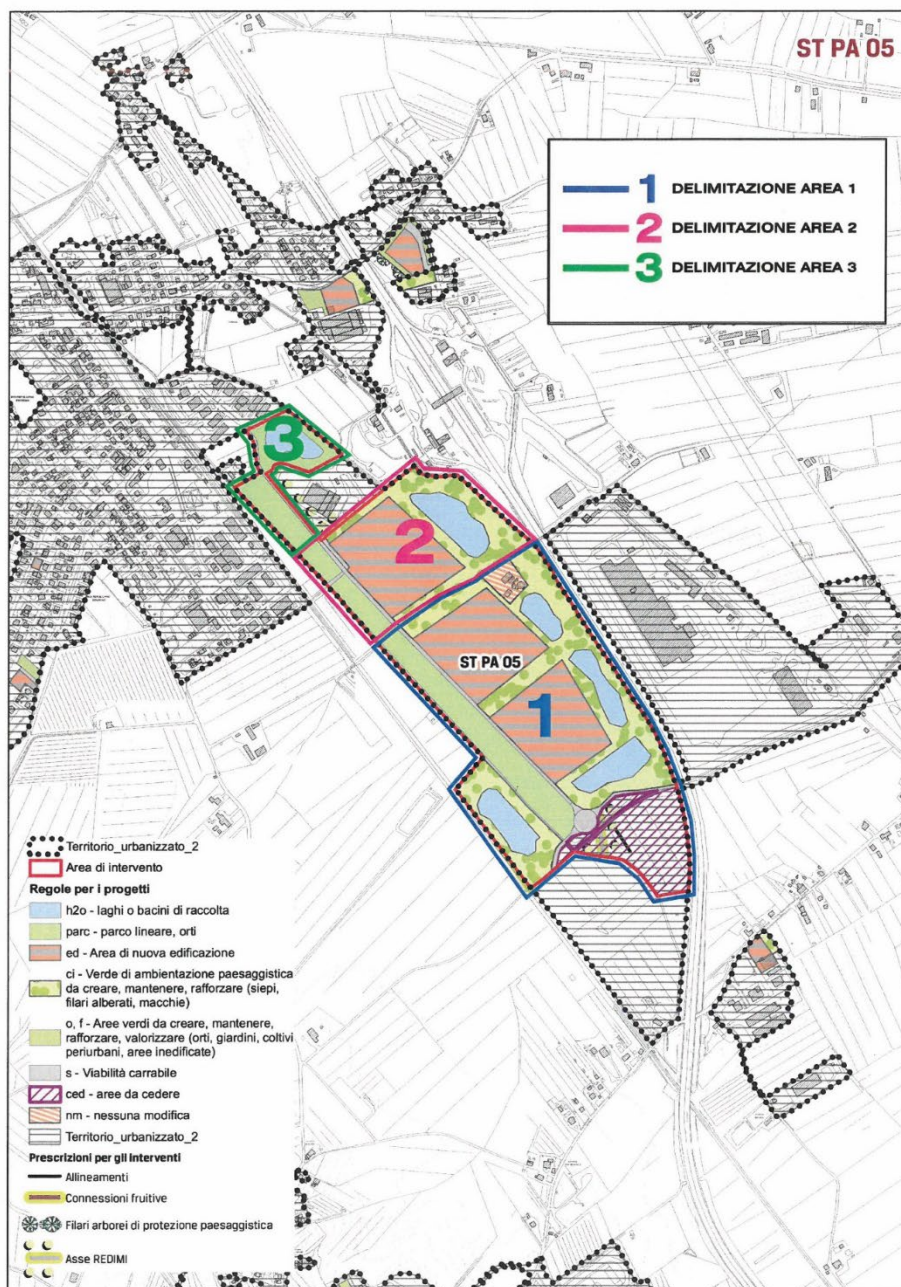 ST PA 05
1 DELIMITAZIONE AREA 1
2 DELIMITAZIONE AREA 2
3 DELIMITAZIONE AREA 3
3
2
ST PA 05
1
Territorio_urbanizzato_2
Area di intervento
Regole per i progetti
h2o - laghi o bacini di raccolta
parc - parco lineare, orti
ed - Area di nuova edificazione
ci - Verde di ambientazione paesaggistica
da creare, mantenere, rafforzare (siepi,
filari alberati, macchie)
o, f - Aree verdi da creare, mantenere,
rafforzare, valorizzare (orti, giardini, coltivi
periurbani, aree inedificate)
s - Viabilità carrabile
ced - aree da cedere
nm - nessuna modifica
Territorio_urbanizzato_2
Prescrizioni per gli interventi
Allineamenti
Connessioni fruitive
Filari arborei di protezione paesaggistica
Asse REDIMI